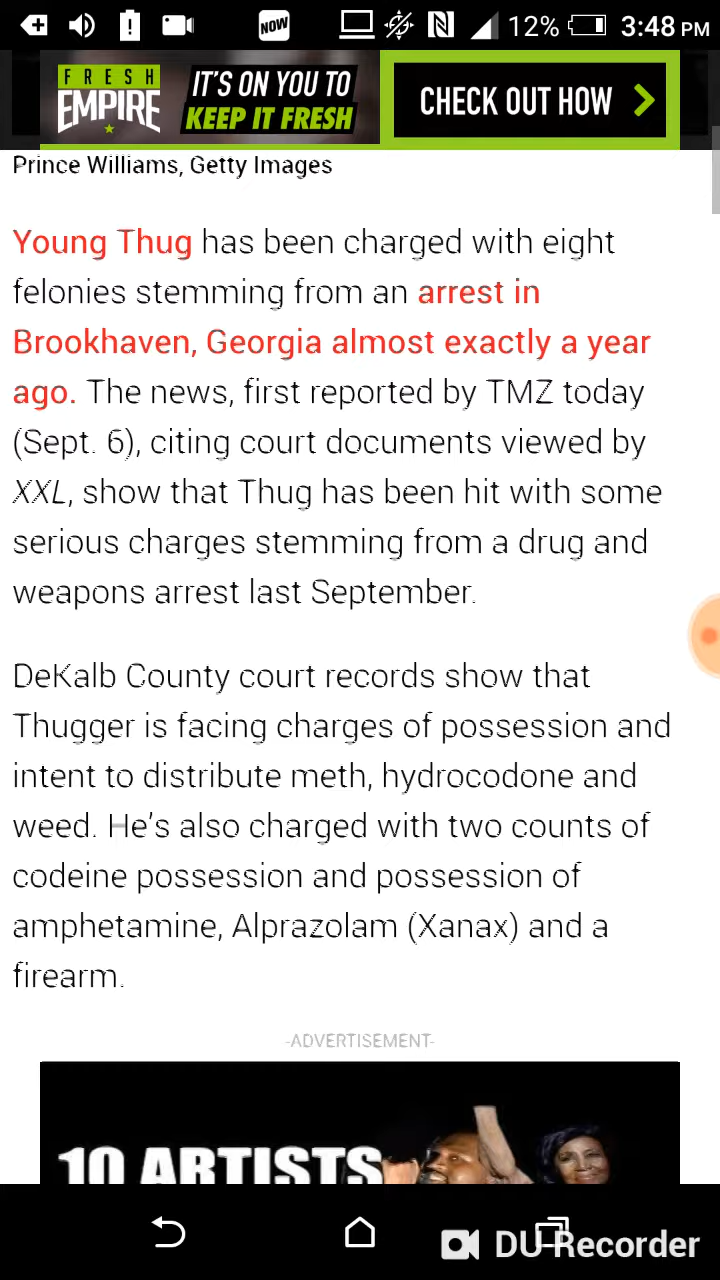 NOW 12% 3:48 PM
FRESH
EMPIRE
IT'S ON YOU TO
KEEP IT FRESH
CHECK OUT HOW
Prince Williams, Getty Images
Young Thug has been charged with eight
felonies stemming from an arrest in
Brookhaven, Georgia almost exactly a year
ago. The news, first reported by TMZ today
(Sept. 6), citing court documents viewed by
XXL, show that Thug has been hit with some
serious charges stemming from a drug and
weapons arrest last September.
DeKalb County court records show that
Thugger is facing charges of possession and
intent to distribute meth, hydrocodone and
weed. He's also charged with two counts of
codeine possession and possession of
amphetamine, Alprazolam (Xanax) and a
firearm.
-ADVERTISEMENT-
10 ARTISTS
DU Recorder